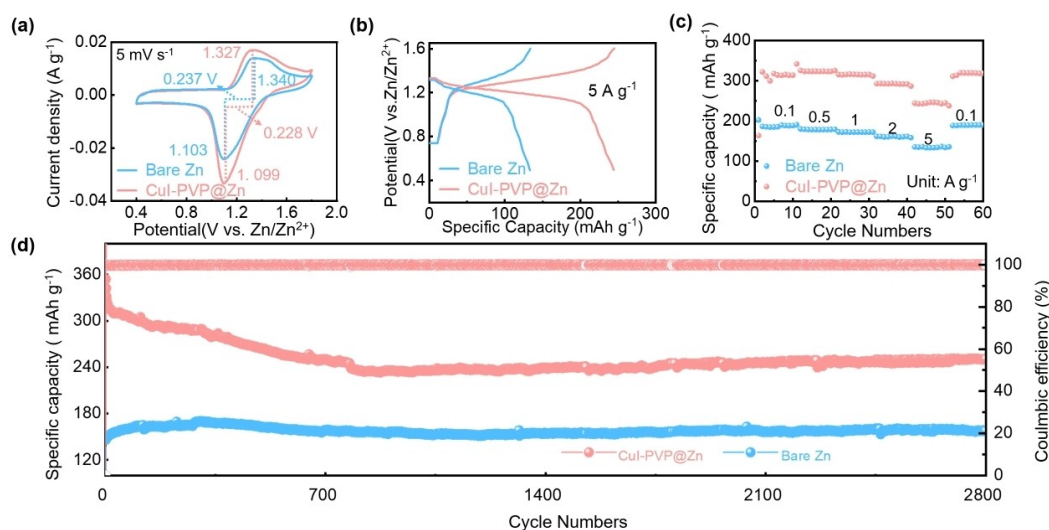 (a)
Current density (A g⁻¹)
0.02
0.00
-0.02
-0.04
5 mV s⁻¹
1.327
0.237 V
1.340
0.228 V
1.103
1. 099
Bare Zn
CuI-PVP@Zn
0.4 0.8 1.2 1.6 2.0
Potential(V vs. Zn/Zn²⁺)
(b)
Potential(V vs.Zn/Zn²⁺)
1.6
1.2
0.8
0.4
5 A g⁻¹
Bare Zn
CuI-PVP@Zn
0 100 200 300
Specific Capacity (mAh g⁻¹)
(c)
Specific capacity ( mAh g⁻¹)
400
300
200
100
0
0.1 0.5 1 2 5 0.1
Bare Zn
CuI-PVP@Zn
Unit: A g⁻¹
0 10 20 30 40 50 60
Cycle Numbers
(d)
Specific capacity ( mAh g⁻¹)
360
300
240
180
120
100
80
60
40
20
0
Coulmbic efficiency (%)
CuI-PVP@Zn Bare Zn
0 700 1400 2100 2800
Cycle Numbers